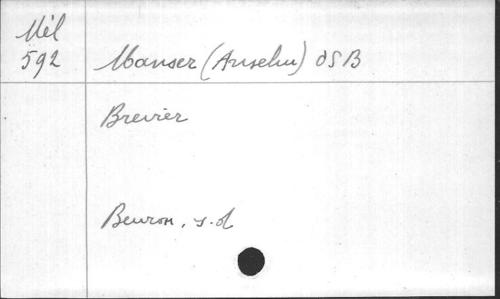 Mél
592 Manser (Anselm) OSB
Brevier
Beuron, s.d